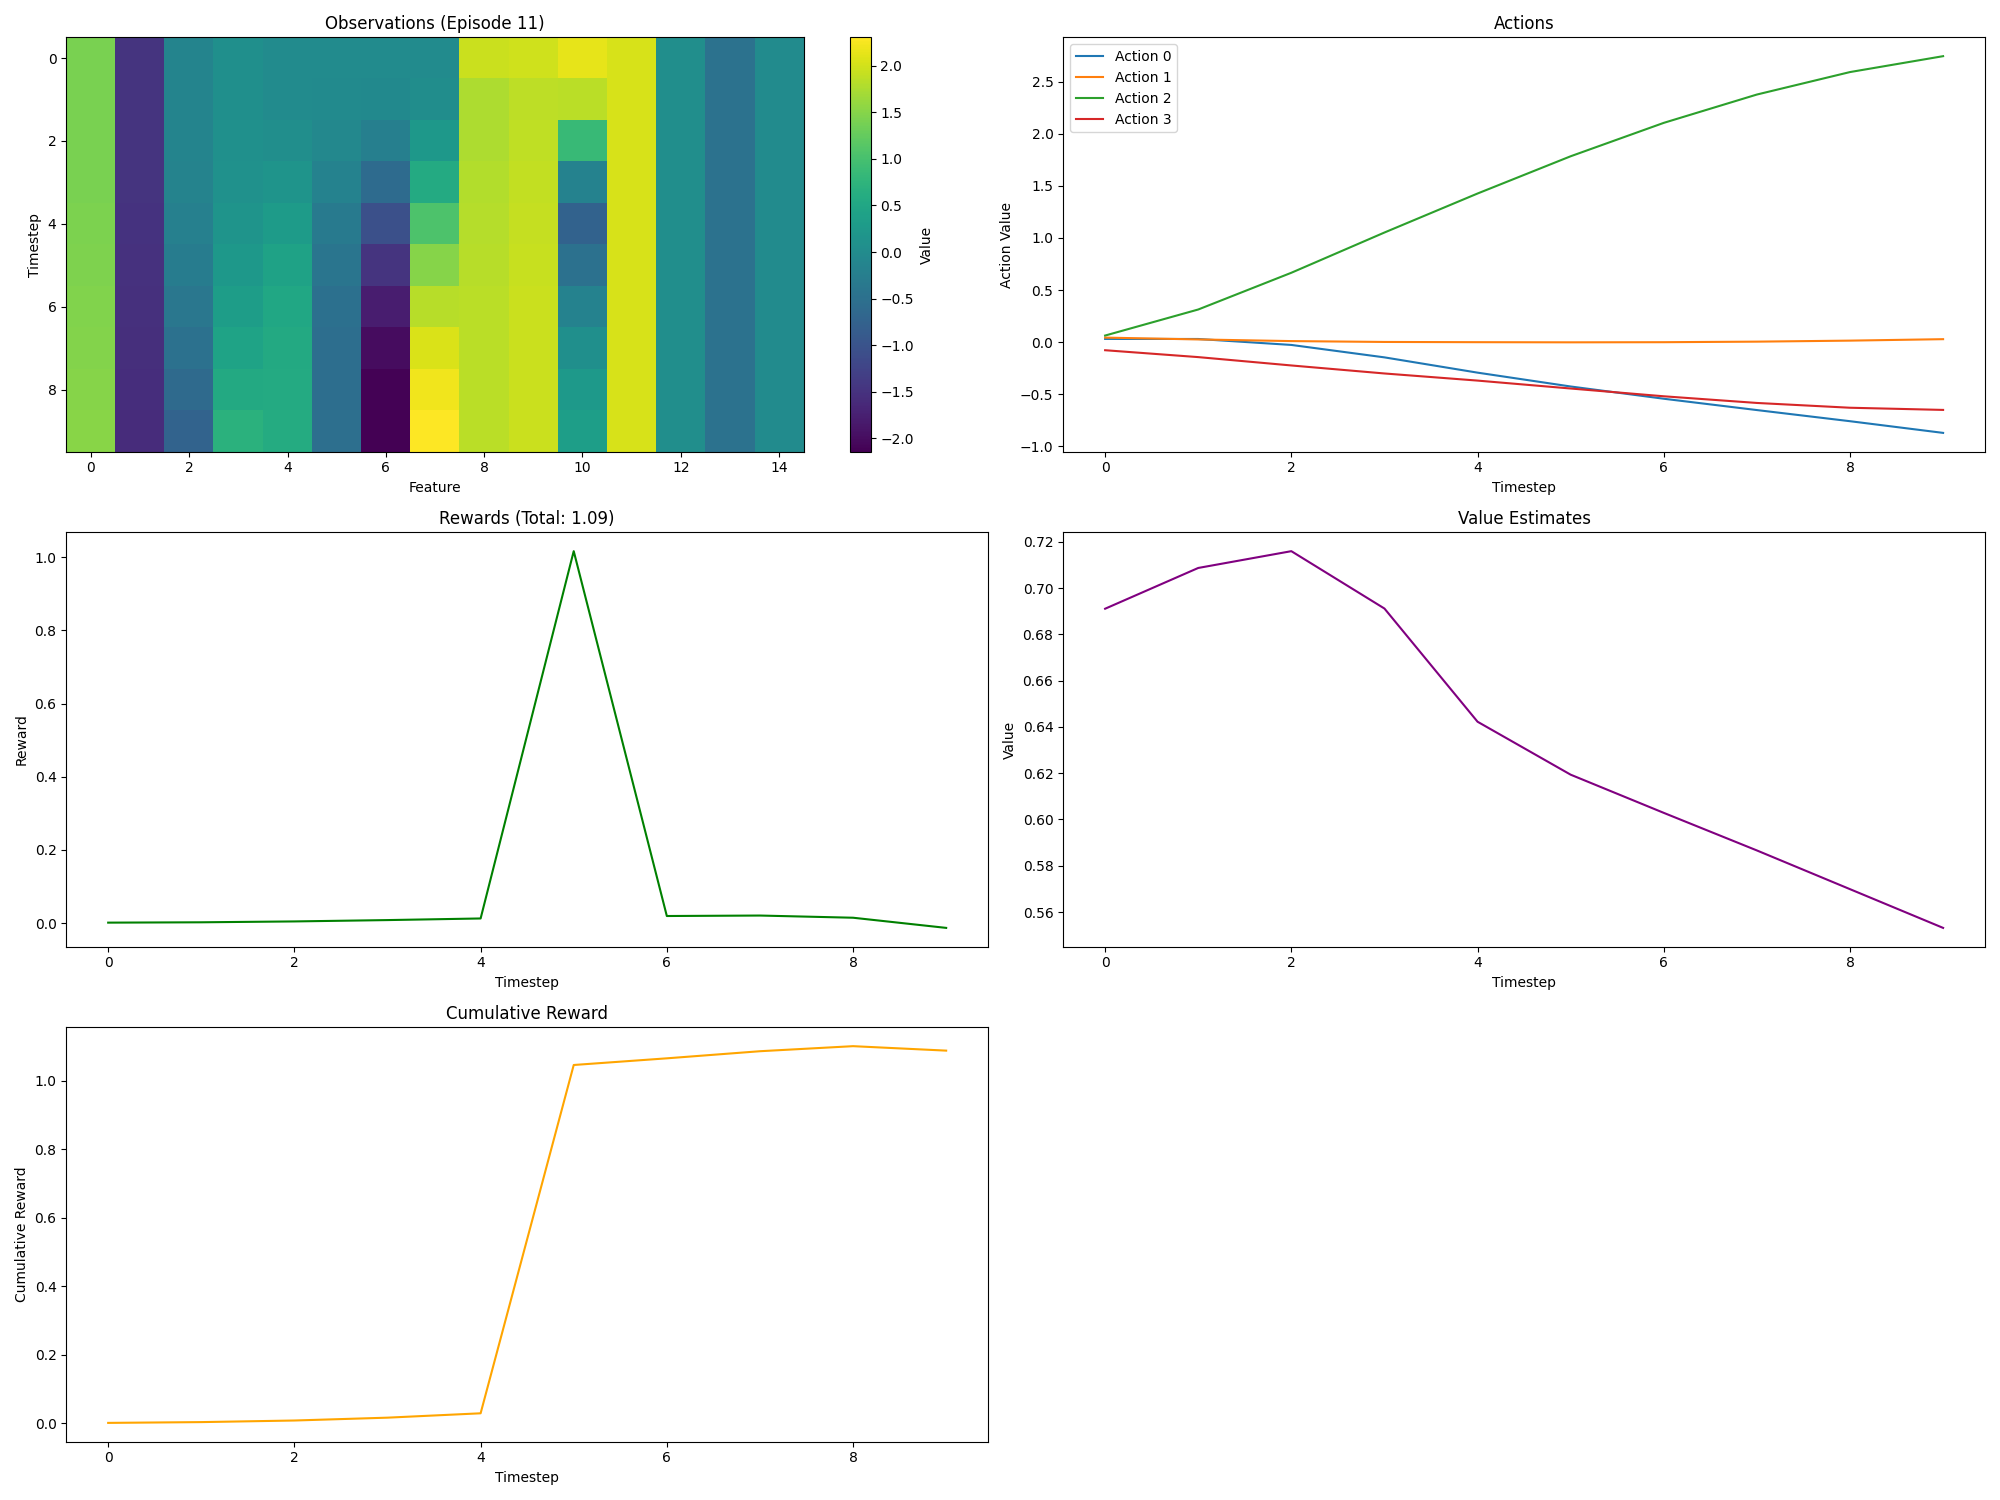 Observations (Episode 11)
0
2
4
6
8
Timestep
0 2 4 6 8 10 12 14
Feature
2.0
1.5
1.0
0.5
0.0
−0.5
−1.0
−1.5
−2.0
Value
Actions
Action 0
Action 1
Action 2
Action 3
2.5
2.0
1.5
1.0
0.5
0.0
−0.5
−1.0
Action Value
0 2 4 6 8
Timestep
Rewards (Total: 1.09)
1.0
0.8
0.6
0.4
0.2
0.0
Reward
0 2 4 6 8
Timestep
Value Estimates
0.72
0.70
0.68
0.66
0.64
0.62
0.60
0.58
0.56
Value
0 2 4 6 8
Timestep
Cumulative Reward
1.0
0.8
0.6
0.4
0.2
0.0
Cumulative Reward
0 2 4 6 8
Timestep